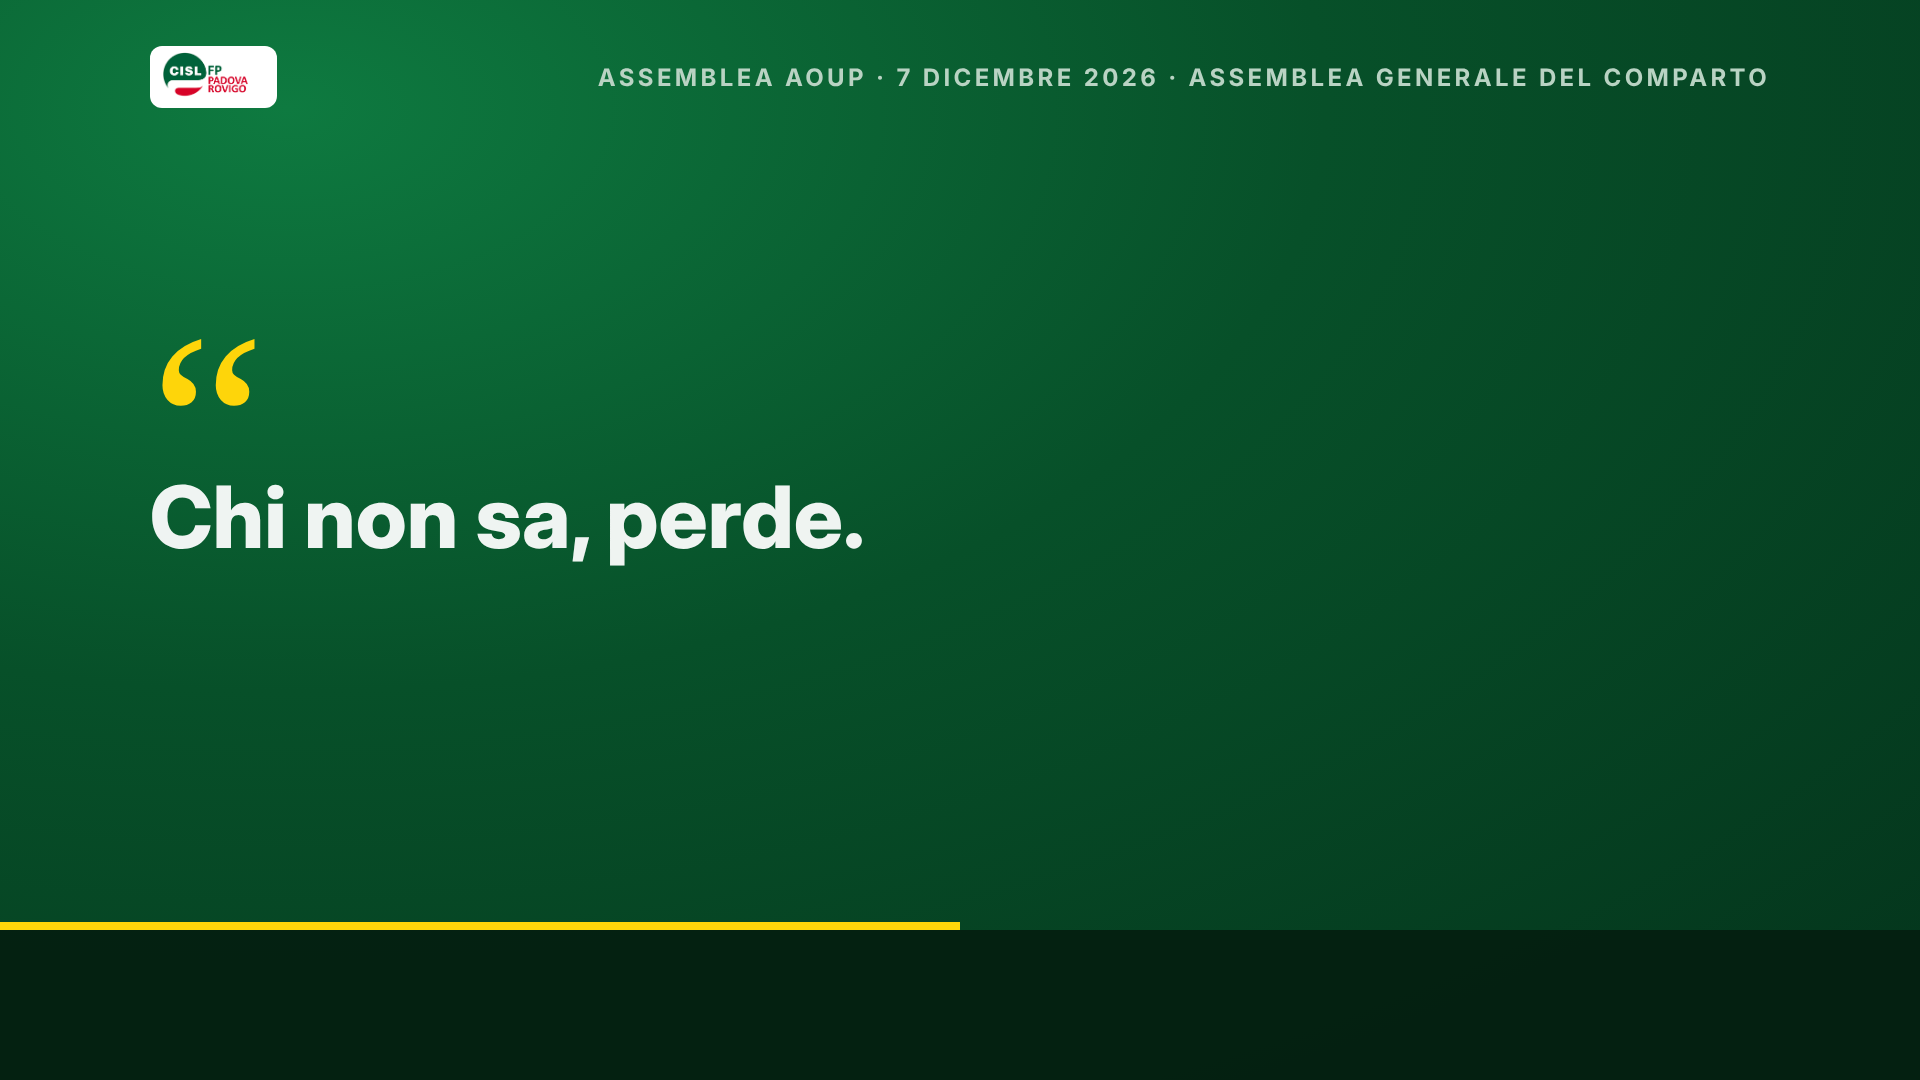 CISL FP
PADOVA
ROVIGO
ASSEMBLEA AOUP · 7 DICEMBRE 2026 · ASSEMBLEA GENERALE DEL COMPARTO
“
Chi non sa, perde.